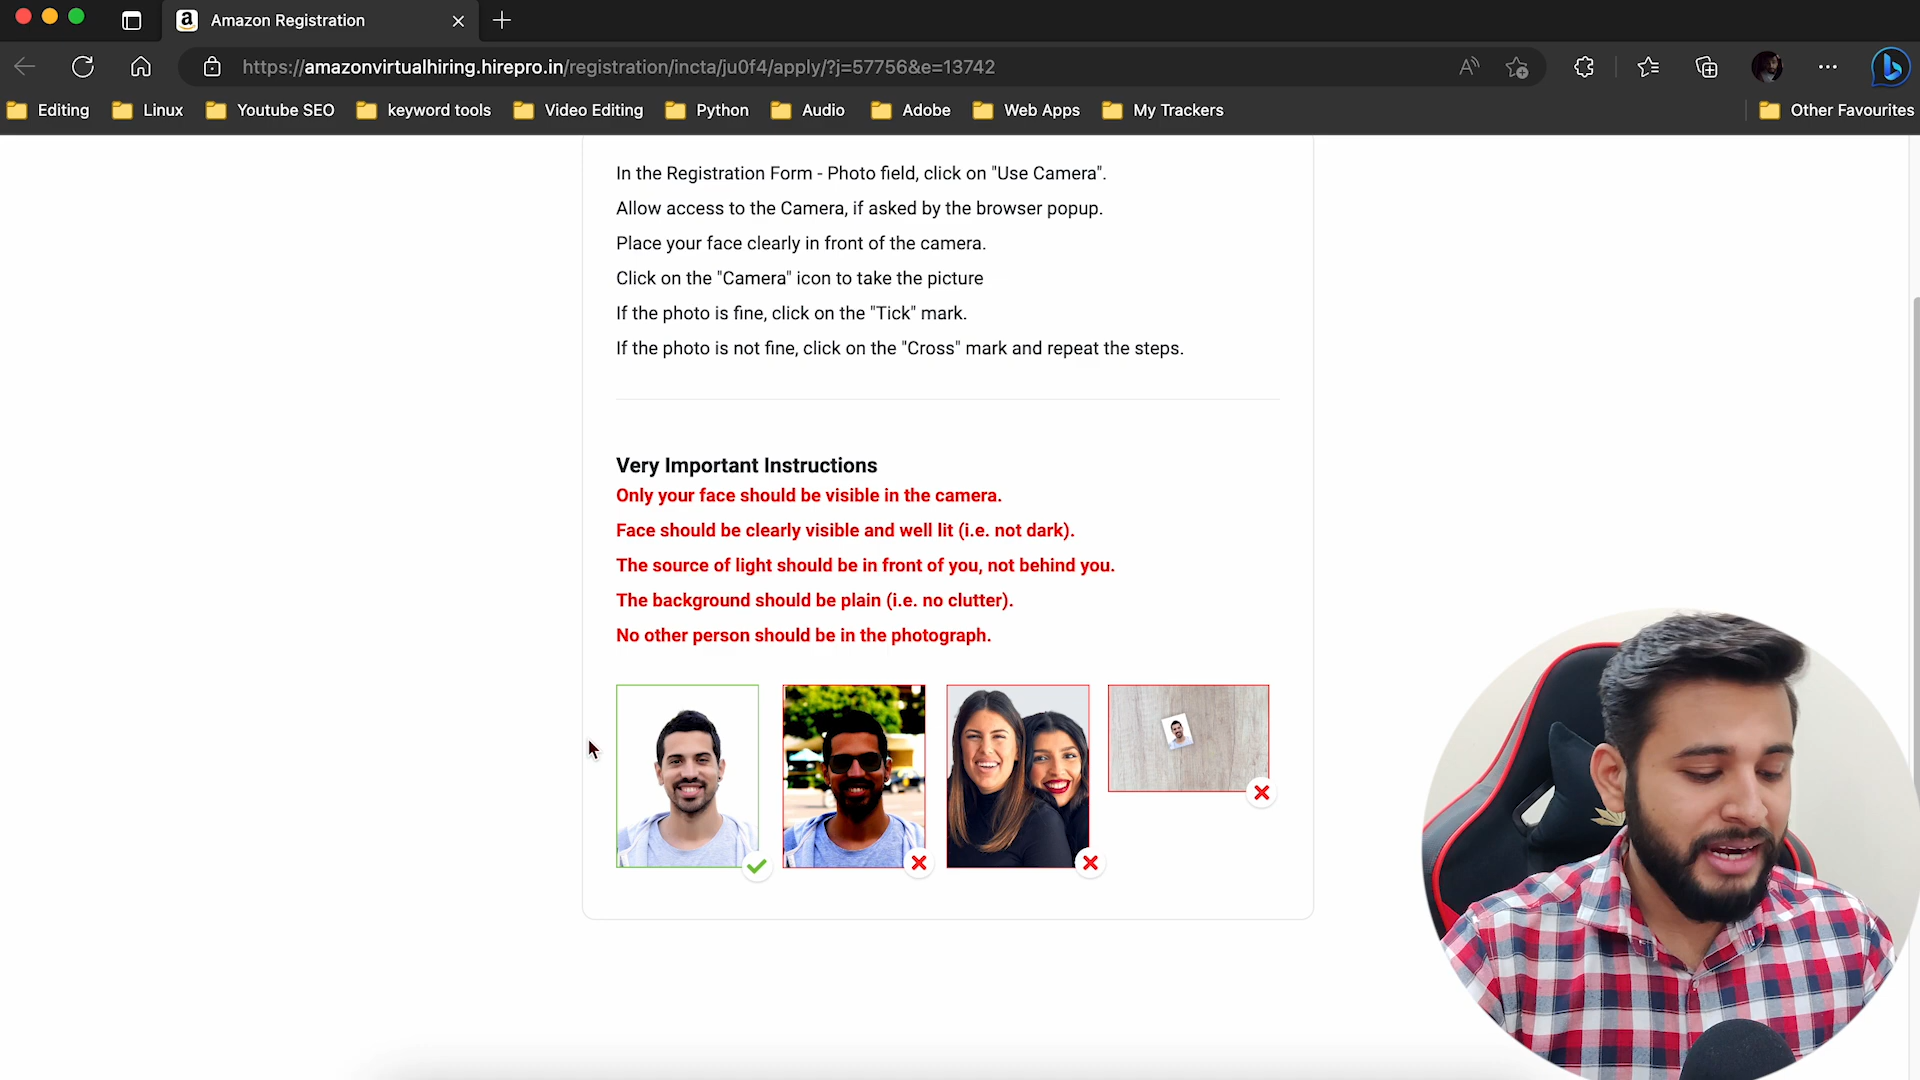 Amazon Registration
https://amazonvirtualhiring.hirepro.in/registration/incta/ju0f4/apply/?j=57756&e=13742
Editing Linux Youtube SEO keyword tools Video Editing Python Audio Adobe Web Apps My Trackers Other Favourites
In the Registration Form - Photo field, click on "Use Camera".
Allow access to the Camera, if asked by the browser popup.
Place your face clearly in front of the camera.
Click on the "Camera" icon to take the picture
If the photo is fine, click on the "Tick" mark.
If the photo is not fine, click on the "Cross" mark and repeat the steps.
Very Important Instructions
Only your face should be visible in the camera.
Face should be clearly visible and well lit (i.e. not dark).
The source of light should be in front of you, not behind you.
The background should be plain (i.e. no clutter).
No other person should be in the photograph.